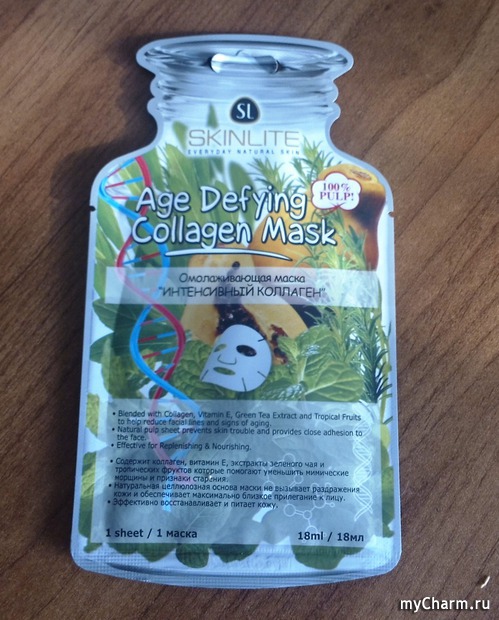 SL
SKINLITE
EVERYDAY NATURAL SKIN
Age Defying
Collagen Mask
100%
PULP!
Омолаживающая маска
"ИНТЕНСИВНЫЙ КОЛЛАГЕН"
• Blended with Collagen, Vitamin E, Green Tea Extract and Tropical Fruits
to help reduce facial lines and signs of aging.
• Natural pulp sheet prevents skin trouble and provides close adhesion to
the face.
• Effective for Replenishing & Nourishing.
• Содержит коллаген, витамин Е, экстракты зеленого чая и
тропических фруктов которые помогают уменьшить мимические
морщины и признаки старения.
• Натуральная целлюлозная основа маски не вызывает раздражения
кожи и обеспечивает максимально близкое прилегание к лицу.
• Эффективно восстанавливает и питает кожу.
1 sheet / 1 маска
18ml / 18мл
myCharm.ru